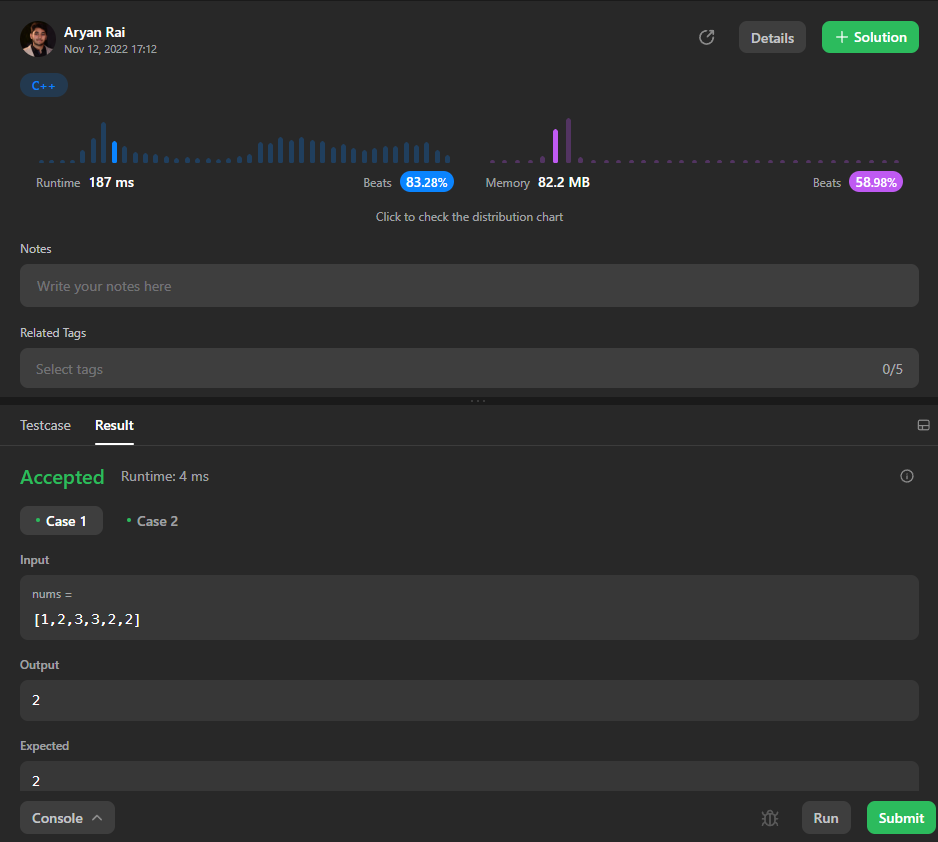 Aryan Rai
Nov 12, 2022 17:12
Details
+ Solution
C++
Runtime 187 ms
Beats 83.28%
Memory 82.2 MB
Beats 58.98%
Click to check the distribution chart
Notes
Write your notes here
Related Tags
Select tags
0/5
Testcase
Result
Accepted
Runtime: 4 ms
• Case 1
• Case 2
Input
nums =
[1,2,3,3,2,2]
Output
2
Expected
2
Console
Run
Submit